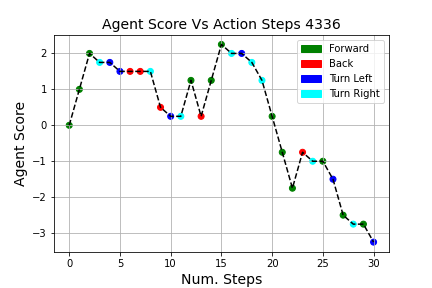 Agent Score Vs Action Steps 4336
Agent Score
2
1
0
−1
−2
−3
Forward
Back
Turn Left
Turn Right
0 5 10 15 20 25 30
Num. Steps